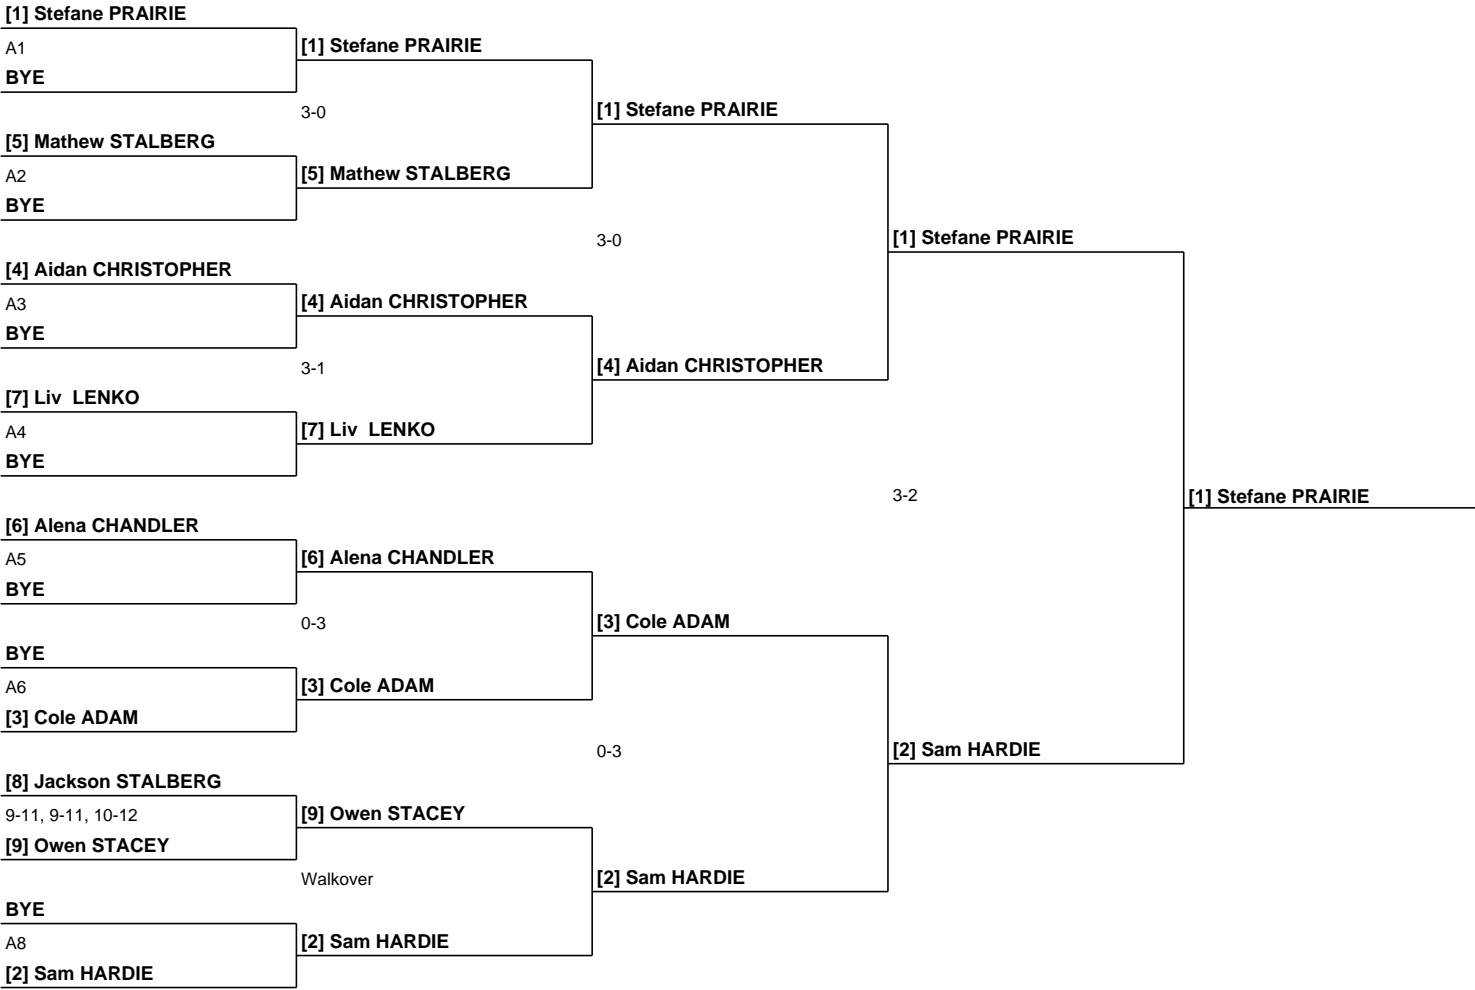 [1] Stefane PRAIRIE
A1
BYE
[1] Stefane PRAIRIE
3-0
[1] Stefane PRAIRIE
[5] Mathew STALBERG
A2
BYE
[5] Mathew STALBERG
3-0
[1] Stefane PRAIRIE
[4] Aidan CHRISTOPHER
A3
BYE
[4] Aidan CHRISTOPHER
3-1
[4] Aidan CHRISTOPHER
[7] Liv  LENKO
A4
BYE
[7] Liv  LENKO
3-2
[1] Stefane PRAIRIE
[6] Alena CHANDLER
A5
BYE
[6] Alena CHANDLER
0-3
[3] Cole ADAM
BYE
A6
[3] Cole ADAM
[3] Cole ADAM
0-3
[2] Sam HARDIE
[8] Jackson STALBERG
9-11, 9-11, 10-12
[9] Owen STACEY
[9] Owen STACEY
Walkover
[2] Sam HARDIE
BYE
A8
[2] Sam HARDIE
[2] Sam HARDIE